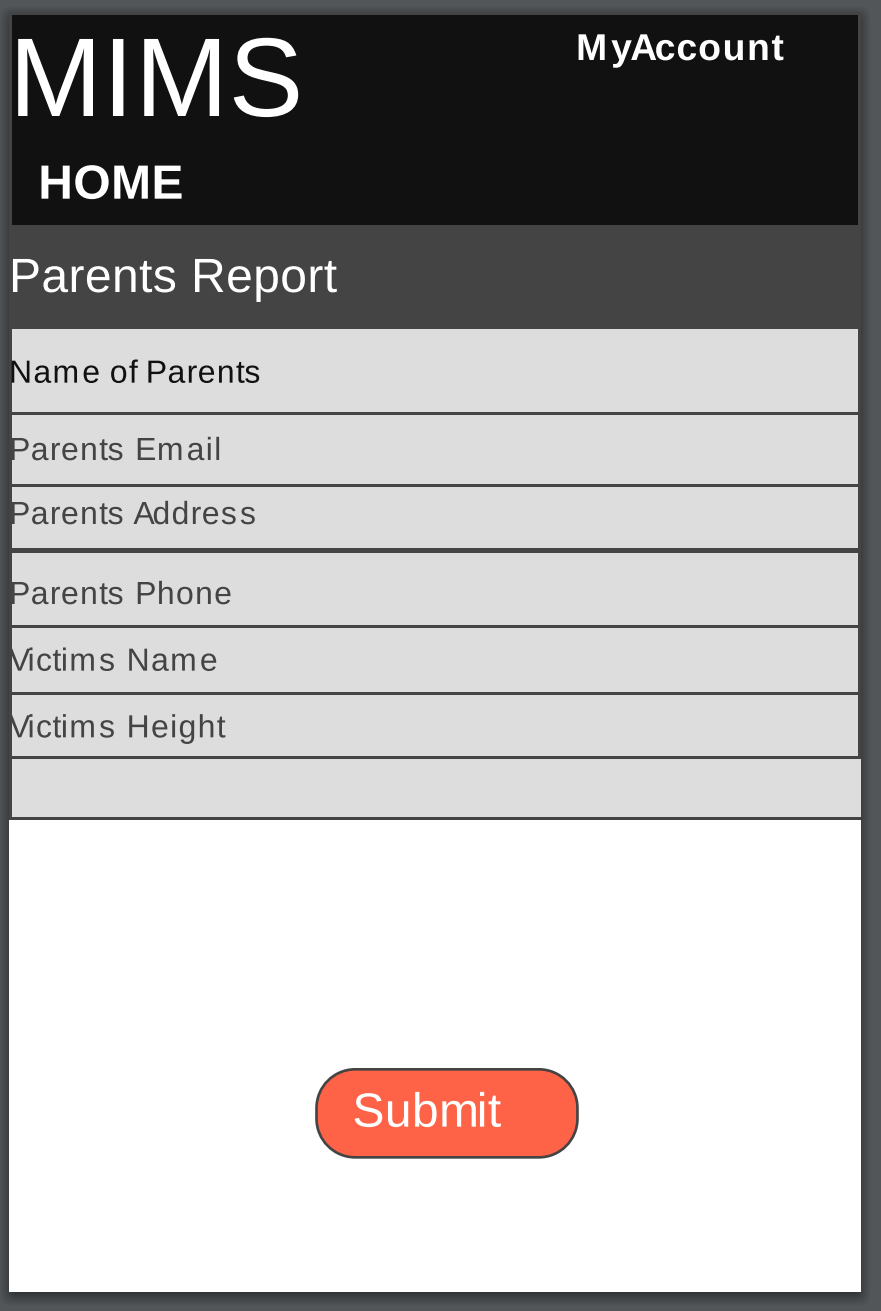 MIMS
MyAccount
HOME
Parents Report
Name of Parents
Parents Email
Parents Address
Parents Phone
Victims Name
Victims Height
Submit